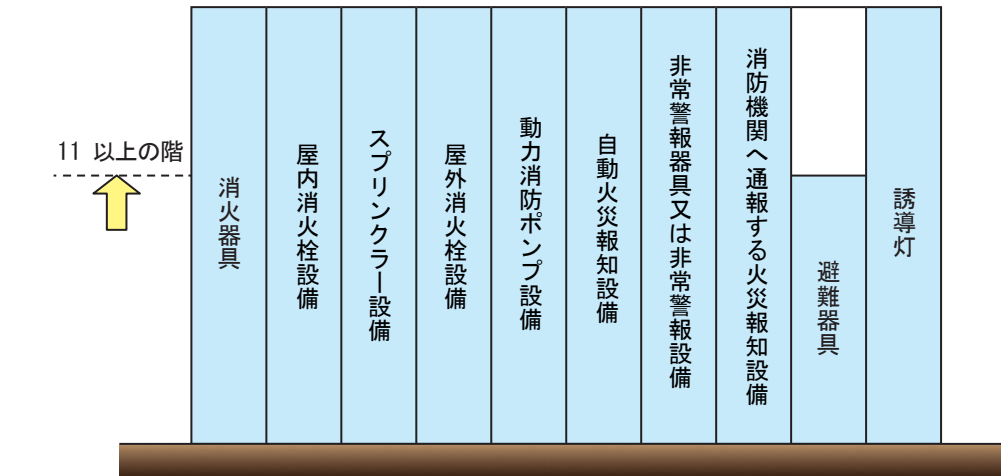 11 以上の階
消火器具
屋内消火栓設備
スプリンクラー設備
屋外消火栓設備
動力消防ポンプ設備
自動火災報知設備
非常警報器具又は非常警報設備
消防機関へ通報する火災報知設備
避難器具
誘導灯